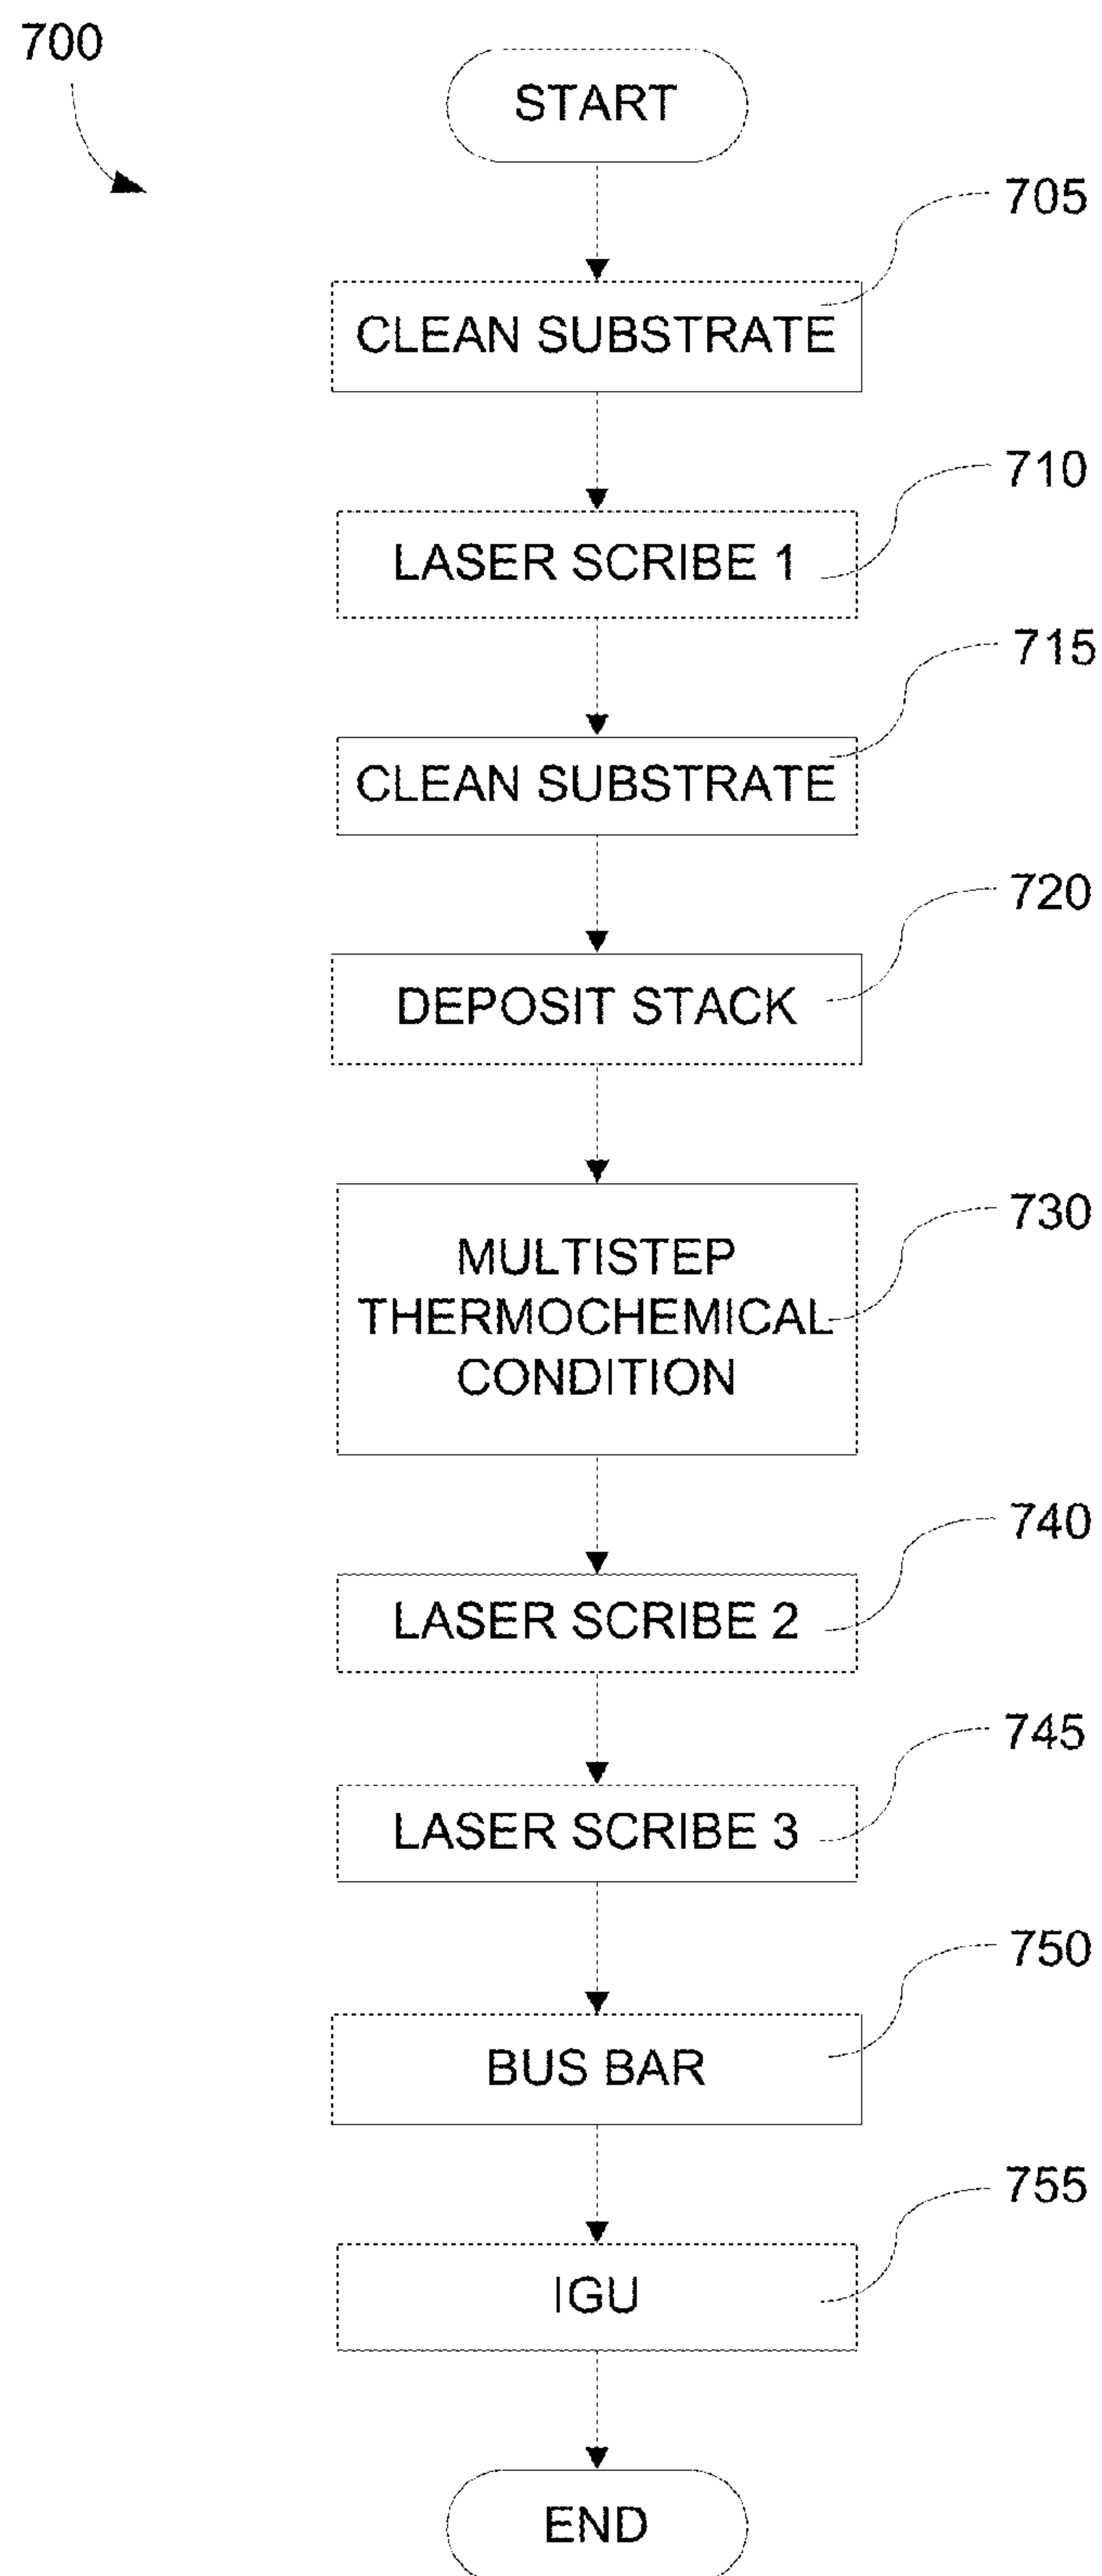 700
START
705
CLEAN SUBSTRATE
710
LASER SCRIBE 1
715
CLEAN SUBSTRATE
720
DEPOSIT STACK
730
MULTISTEP
THERMOCHEMICAL
CONDITION
740
LASER SCRIBE 2
745
LASER SCRIBE 3
750
BUS BAR
755
IGU
END